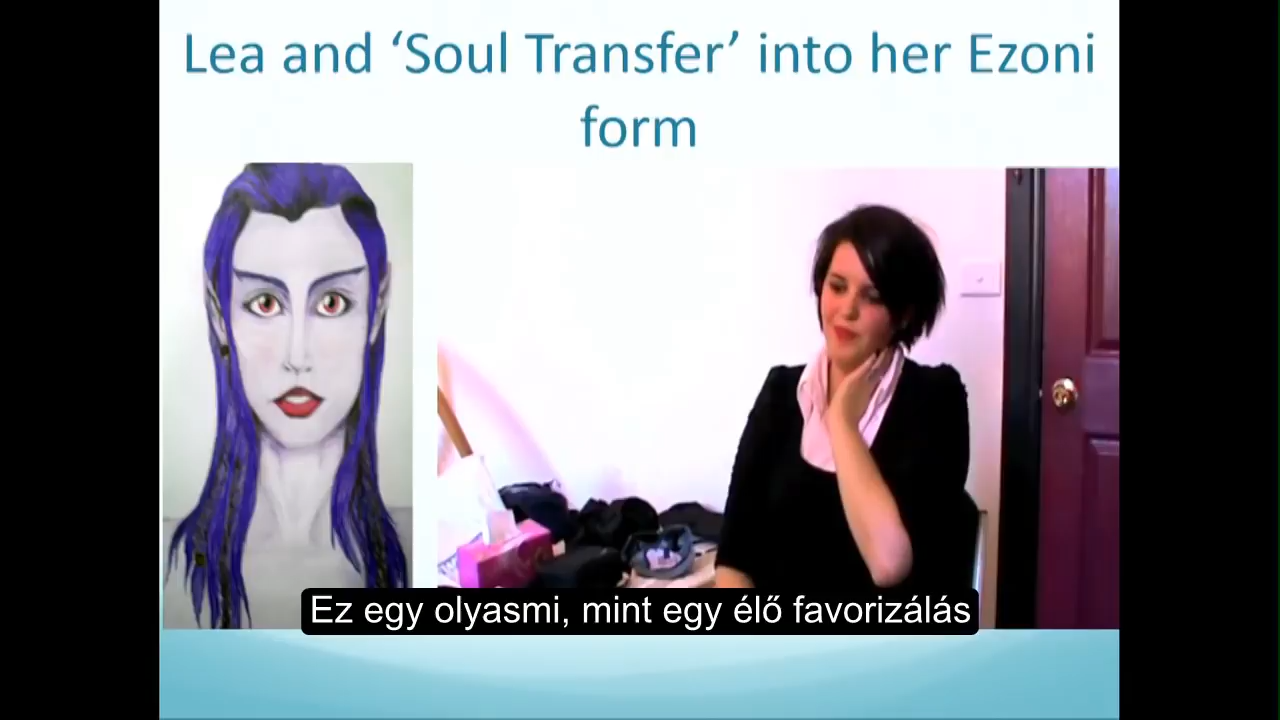 Lea and ‘Soul Transfer’ into her Ezoni
form
Ez egy olyasmi, mint egy élő favorizálás